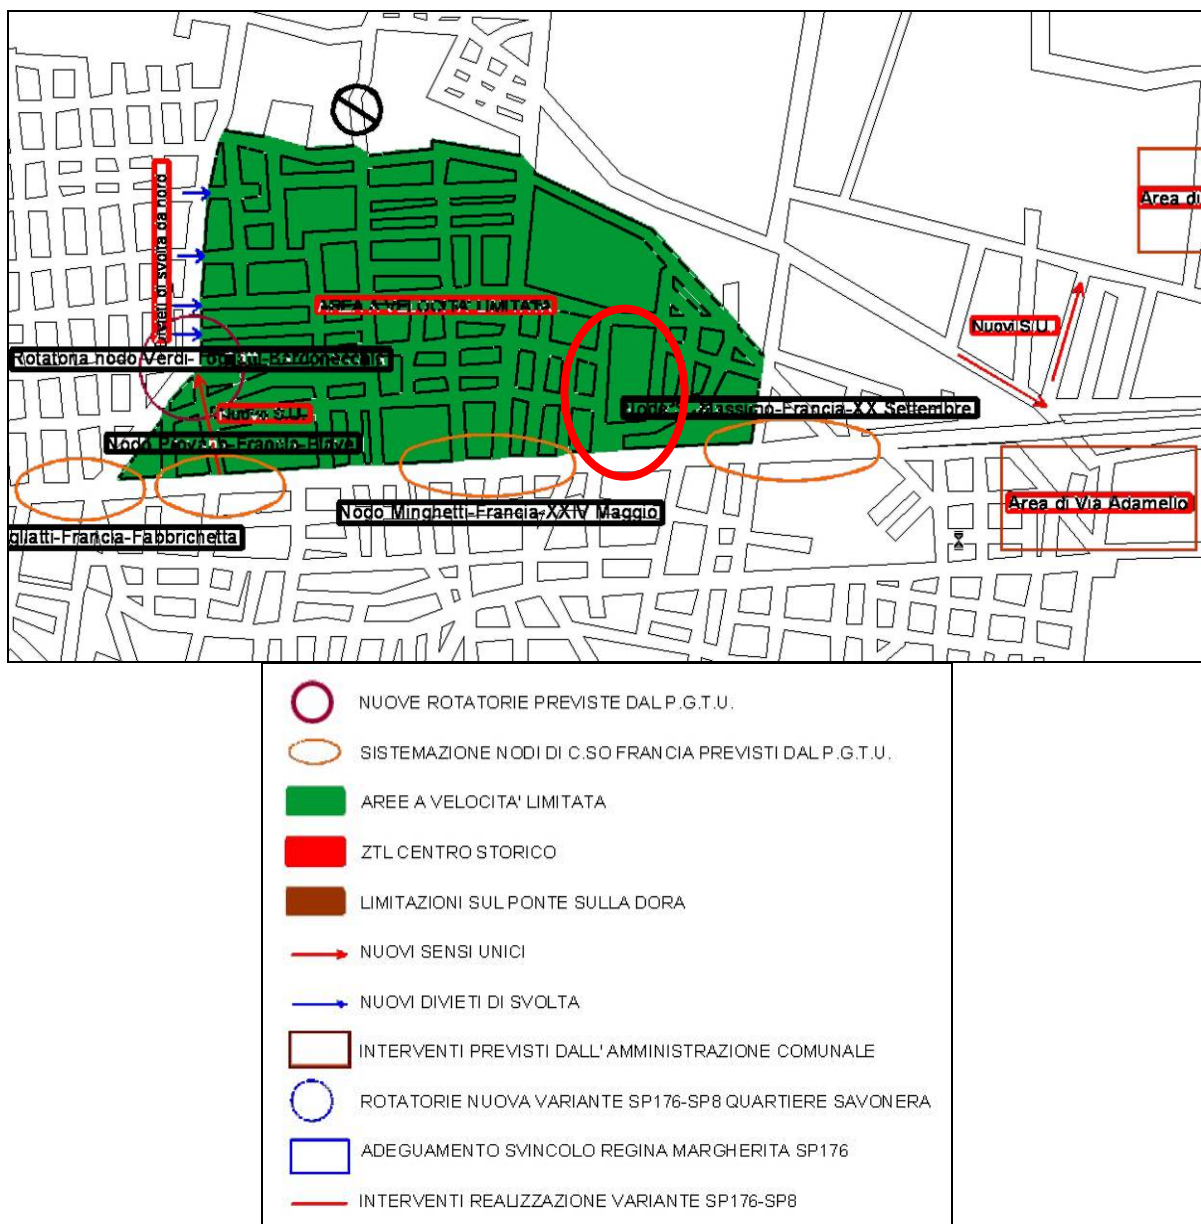 Area di
divieti di svolta da nord
AREA A VELOCITA' LIMITATA
Nuovi S.U.
Rotatoria nodo Verdi-
Nodo
Massimo-Francia-XX Settembre
Nuovo S.U.
Nodo Provana-Francia-Piave
Nodo Minghetti-Francia-XXIV Maggio
Area di Via Adamello
gliatti-Francia-Fabbrichetta
NUOVE ROTATORIE PREVISTE DAL P.G.T.U.
SISTEMAZIONE NODI DI C.SO FRANCIA PREVISTI DAL P.G.T.U.
AREE A VELOCITA' LIMITATA
ZTL CENTRO STORICO
LIMITAZIONI SUL PONTE SULLA DORA
NUOVI SENSI UNICI
NUOVI DIVIETI DI SVOLTA
INTERVENTI PREVISTI DALL'AMMINISTRAZIONE COMUNALE
ROTATORIE NUOVA VARIANTE SP176-SP8 QUARTIERE SAVONERA
ADEGUAMENTO SVINCOLO REGINA MARGHERITA SP176
INTERVENTI REALIZZAZIONE VARIANTE SP176-SP8